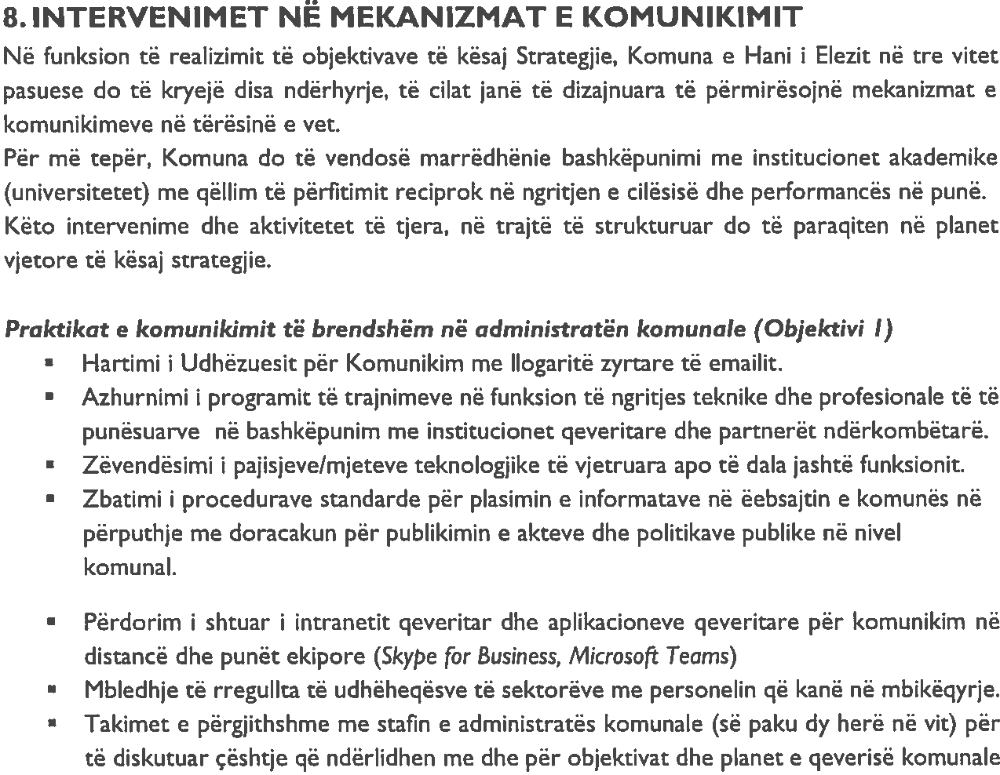 8. INTERVENIMET NË MEKANIZMAT E KOMUNIKIMIT
Në funksion të realizimit të objektivave të kësaj Strategjie, Komuna e Hani i Elezit në tre vitet
pasuese do të kryejë disa ndërhyrje, të cilat janë të dizajnuara të përmirësojnë mekanizmat e
komunikimeve në tërësinë e vet.
Për më tepër, Komuna do të vendosë marrëdhënie bashkëpunimi me institucionet akademike
(universitetet) me qëllim të përfitimit reciprok në ngritjen e cilësisë dhe performancës në punë.
Këto intervenime dhe aktivitetet të tjera, në trajtë të strukturuar do të paraqiten në planet
vjetore të kësaj strategjie.
Praktikat e komunikimit të brendshëm në administratën komunale (Objektivi 1)
▪ Hartimi i Udhëzuesit për Komunikim me llogaritë zyrtare të emailit.
▪ Azhurnimi i programit të trajnimeve në funksion të ngritjes teknike dhe profesionale të të
punësuarve në bashkëpunim me institucionet qeveritare dhe partnerët ndërkombëtarë.
▪ Zëvendësimi i pajisjeve/mjeteve teknologjike të vjetruara apo të dala jashtë funksionit.
▪ Zbatimi i procedurave standarde për plasimin e informatave në ëebsajtin e komunës në
përputhje me doracakun për publikimin e akteve dhe politikave publike në nivel
komunal.
▪ Përdorim i shtuar i intranetit qeveritar dhe aplikacioneve qeveritare për komunikim në
distancë dhe punët ekipore (Skype for Business, Microsoft Teams)
▪ Mbledhje të rregullta të udhëheqësve të sektorëve me personelin që kanë në mbikëqyrje.
▪ Takimet e përgjithshme me stafin e administratës komunale (së paku dy herë në vit) për
të diskutuar çështje që ndërlidhen me dhe për objektivat dhe planet e qeverisë komunale